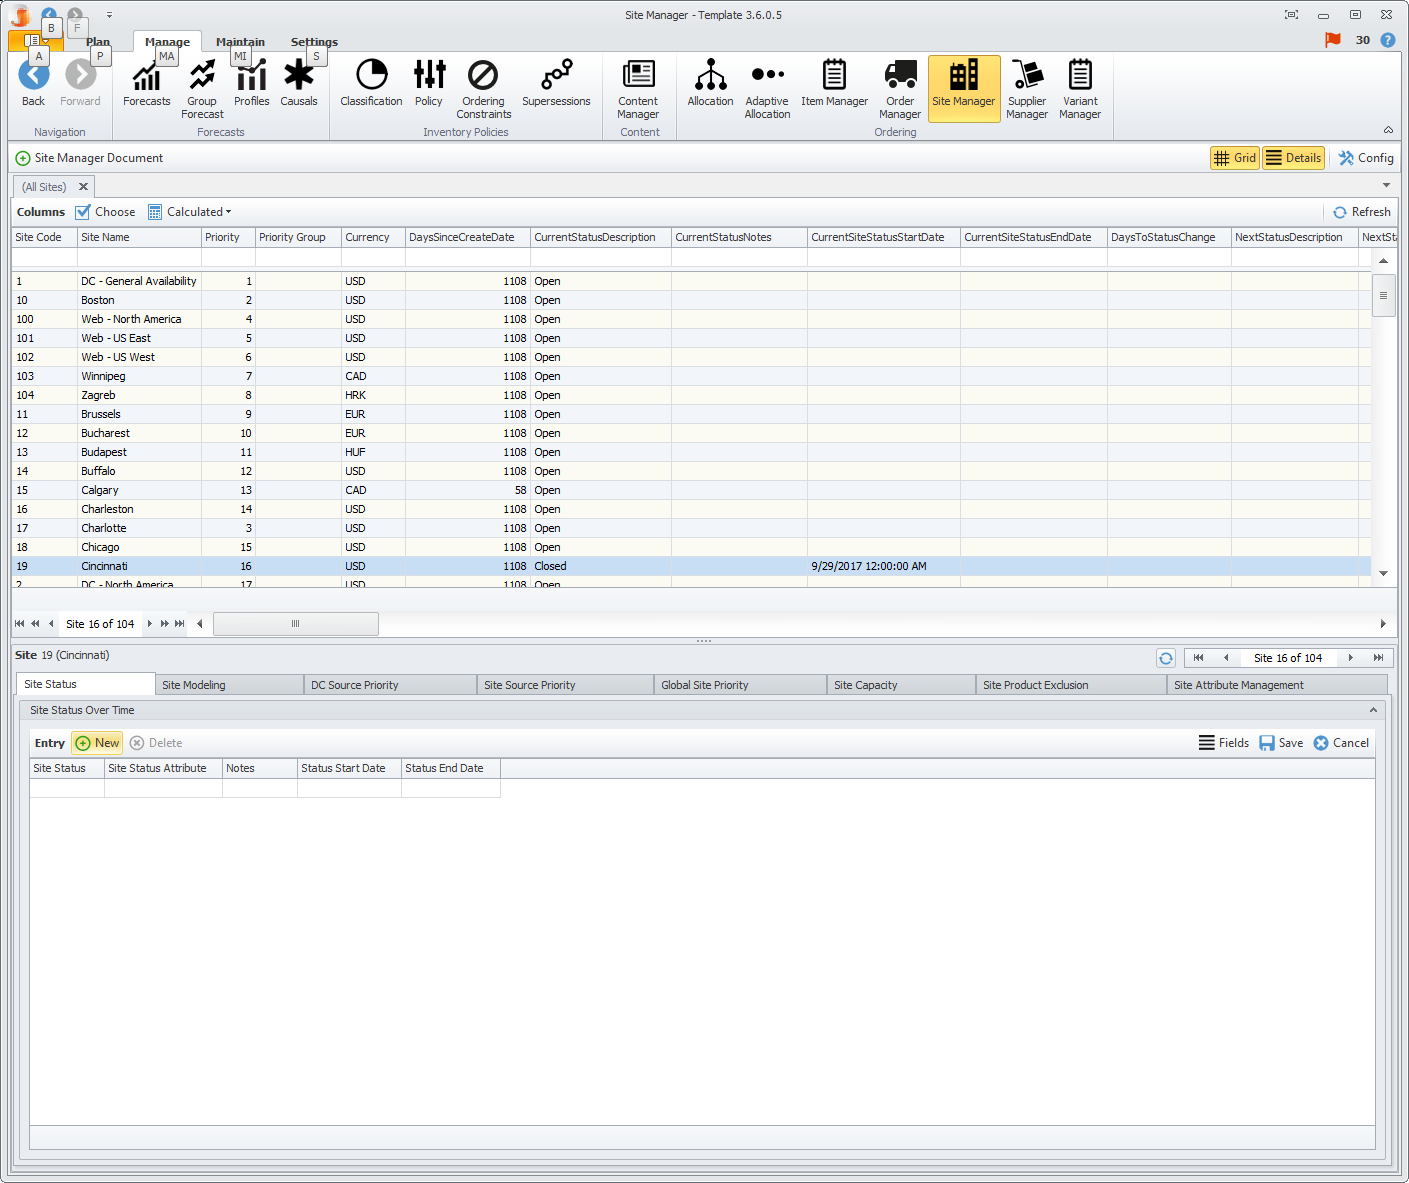 Site Manager - Template 3.6.0.5
B F
Plan Manage Maintain Settings 30 ?
A P MA MI S
Back Forward Forecasts Group Forecast Profiles Causals Classification Policy Ordering Constraints Supersessions Content Manager Allocation Adaptive Allocation Item Manager Order Manager Site Manager Supplier Manager Variant Manager
Navigation Forecasts Inventory Policies Content Ordering
Site Manager Document Grid Details Config
(All Sites)
Columns Choose Calculated Refresh
Site Code Site Name Priority Priority Group Currency DaysSinceCreateDate CurrentStatusDescription CurrentStatusNotes CurrentSiteStatusStartDate CurrentSiteStatusEndDate DaysToStatusChange NextStatusDescription NextSta
1 DC - General Availability 1 USD 1108 Open
10 Boston 2 USD 1108 Open
100 Web - North America 4 USD 1108 Open
101 Web - US East 5 USD 1108 Open
102 Web - US West 6 USD 1108 Open
103 Winnipeg 7 CAD 1108 Open
104 Zagreb 8 HRK 1108 Open
11 Brussels 9 EUR 1108 Open
12 Bucharest 10 EUR 1108 Open
13 Budapest 11 HUF 1108 Open
14 Buffalo 12 USD 1108 Open
15 Calgary 13 CAD 58 Open
16 Charleston 14 USD 1108 Open
17 Charlotte 3 USD 1108 Open
18 Chicago 15 USD 1108 Open
19 Cincinnati 16 USD 1108 Closed 9/29/2017 12:00:00 AM
2 DC - North America 17 USD 1108 Open
Site 16 of 104
Site 19 (Cincinnati) Site 16 of 104
Site Status Site Modeling DC Source Priority Site Source Priority Global Site Priority Site Capacity Site Product Exclusion Site Attribute Management
Site Status Over Time
Entry New Delete Fields Save Cancel
Site Status Site Status Attribute Notes Status Start Date Status End Date